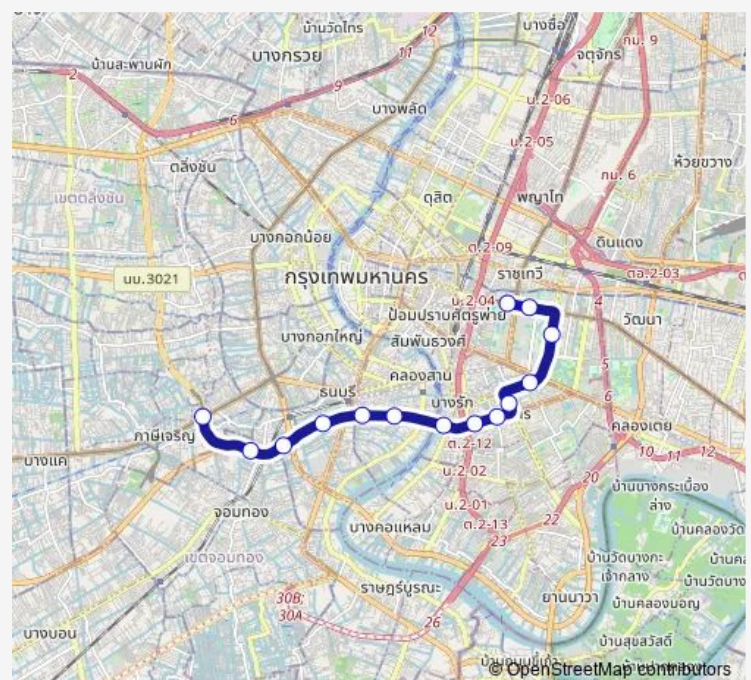 บ้านวัดไทร
12
บางซื่อ
กม. 9
บางกรวย
11
จตุจักร
บ้านสะพานผัก
2
9
น.2-06
บางพลัด
6
น.2-05
ห้วยขวาง
ตลิ่งชัน
กม. 6
เขตตลิ่งชัน
ดุสิต
พญาไท
บางกอกน้อย
ดินแดง
ต.2-09
นบ.3021
กรุงเทพมหานคร
ราชเทวี
ตอ.2-03
น.2-04
4
ป้อมปราบศัตรูพ่าย
วัฒนา
บางกอกใหญ่
สัมพันธวงศ์
5
คลองสาน
ธนบุรี
6
บางรัก
ภาษีเจริญ
ต.2-12
คลองเตย
บางแค
10
11
12
น.2-02
20
บ้านบางกะเบื้อง
ล่าง
น.2-01
จอมทอง
22
บางคอแหลม
ต.2-13
23
บ้านคลองวัด
เขตจอมทอง
บ้านวัดบางกะ
เจ้ากลาง
ราษฎร์บูรณะ
บ้านวัดบาง
30B;
30A
ยานนาวา
บ้านคลองมอญ
26
บางบอน
บ้านสุขสวัสดิ์
© OpenStreetMap contributors